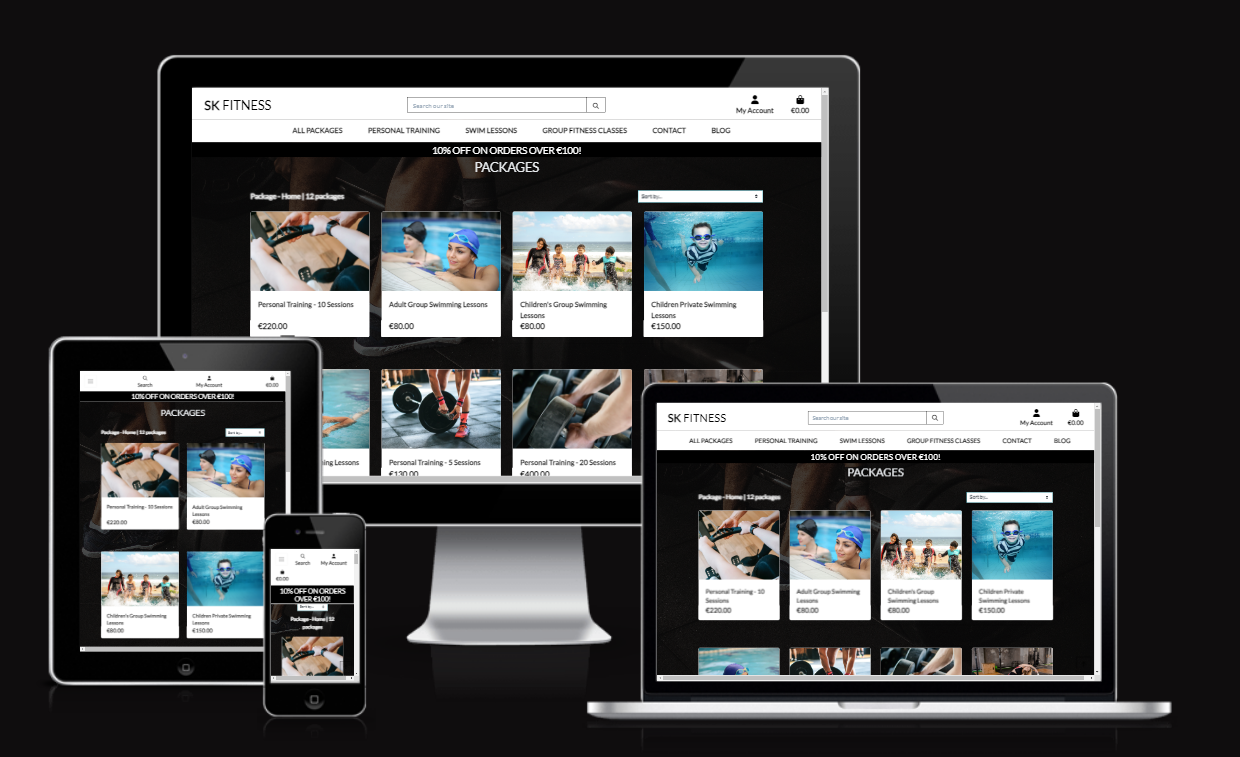 SK FITNESS
Search our site
My Account
€0.00
ALL PACKAGES PERSONAL TRAINING SWIM LESSONS GROUP FITNESS CLASSES CONTACT BLOG
10% OFF ON ORDERS OVER €100!
PACKAGES
Package - Home | 12 packages
Sort by...
Personal Training - 10 Sessions
€220.00
Adult Group Swimming Lessons
€80.00
Children's Group Swimming
Lessons
€80.00
Children Private Swimming
Lessons
€150.00
Lessons
Personal Training - 5 Sessions
€130.00
Personal Training - 20 Sessions
€400.00
Search
My Account
€0.00
10% OFF ON ORDERS OVER €100!
PACKAGES
Package - Home | 12 packages
Sort by...
Personal Training - 10 Sessions
€220.00
Adult Group Swimming
Lessons
€80.00
Children's Group Swimming
Lessons
€80.00
Children Private Swimming
Lessons
€150.00
Search
My Account
€0.00
10% OFF ON ORDERS
OVER €100!
Sort by...
Package - Home | 12
packages
SK FITNESS
Search our site
My Account
€0.00
ALL PACKAGES PERSONAL TRAINING SWIM LESSONS GROUP FITNESS CLASSES CONTACT BLOG
10% OFF ON ORDERS OVER €100!
PACKAGES
Package - Home | 12 packages
Sort by...
Personal Training - 10
Sessions
€220.00
Adult Group Swimming
Lessons
€80.00
Children's Group
Swimming Lessons
€80.00
Children Private
Swimming Lessons
€150.00